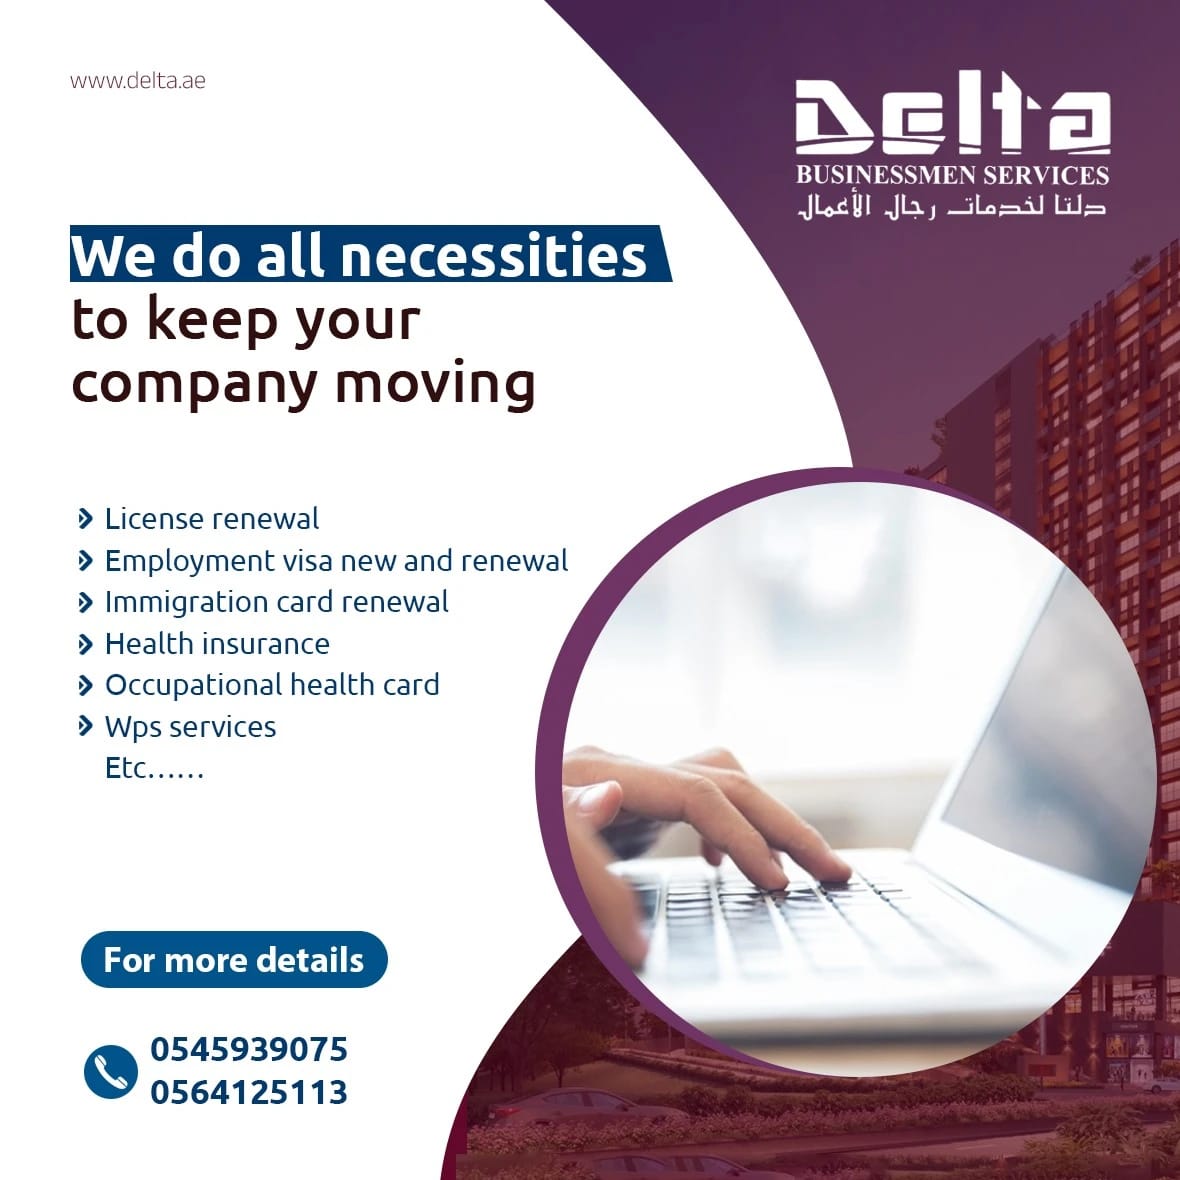 www.delta.ae
Delta
BUSINESSMEN SERVICES
دلتا لخدمات رجال الأعمال
We do all necessities
to keep your
company moving
License renewal
Employment visa new and renewal
Immigration card renewal
Health insurance
Occupational health card
Wps services
Etc......
For more details
0545939075
0564125113